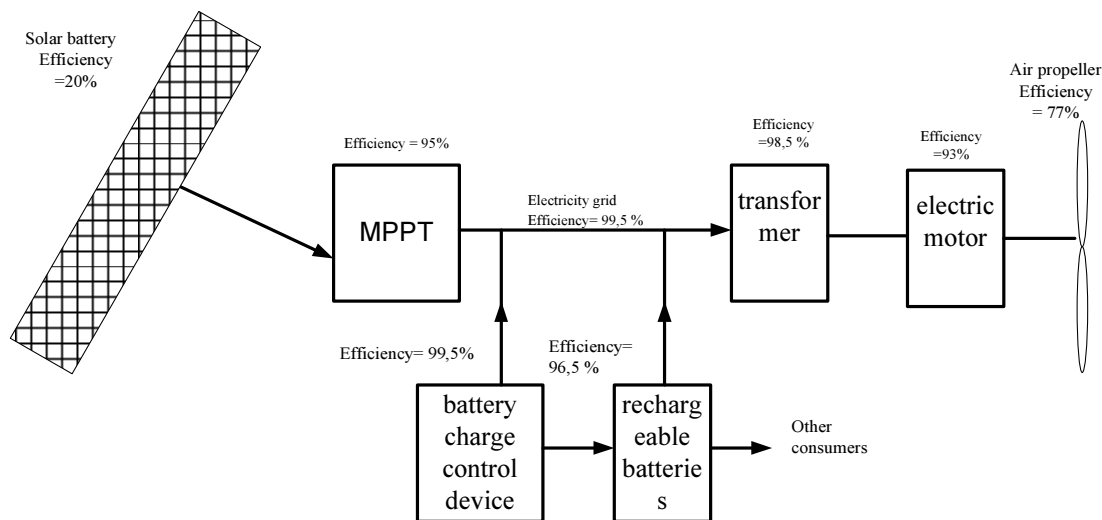 Solar battery
Efficiency
=20%
Air propeller
Efficiency
= 77%
Efficiency = 95%
Efficiency
=98,5 %
Efficiency
=93%
MPPT
Electricity grid
Efficiency= 99,5 %
transfor
mer
electric
motor
Efficiency= 99,5%
Efficiency=
96,5 %
battery
charge
control
device
recharg
eable
batterie
s
Other
consumers